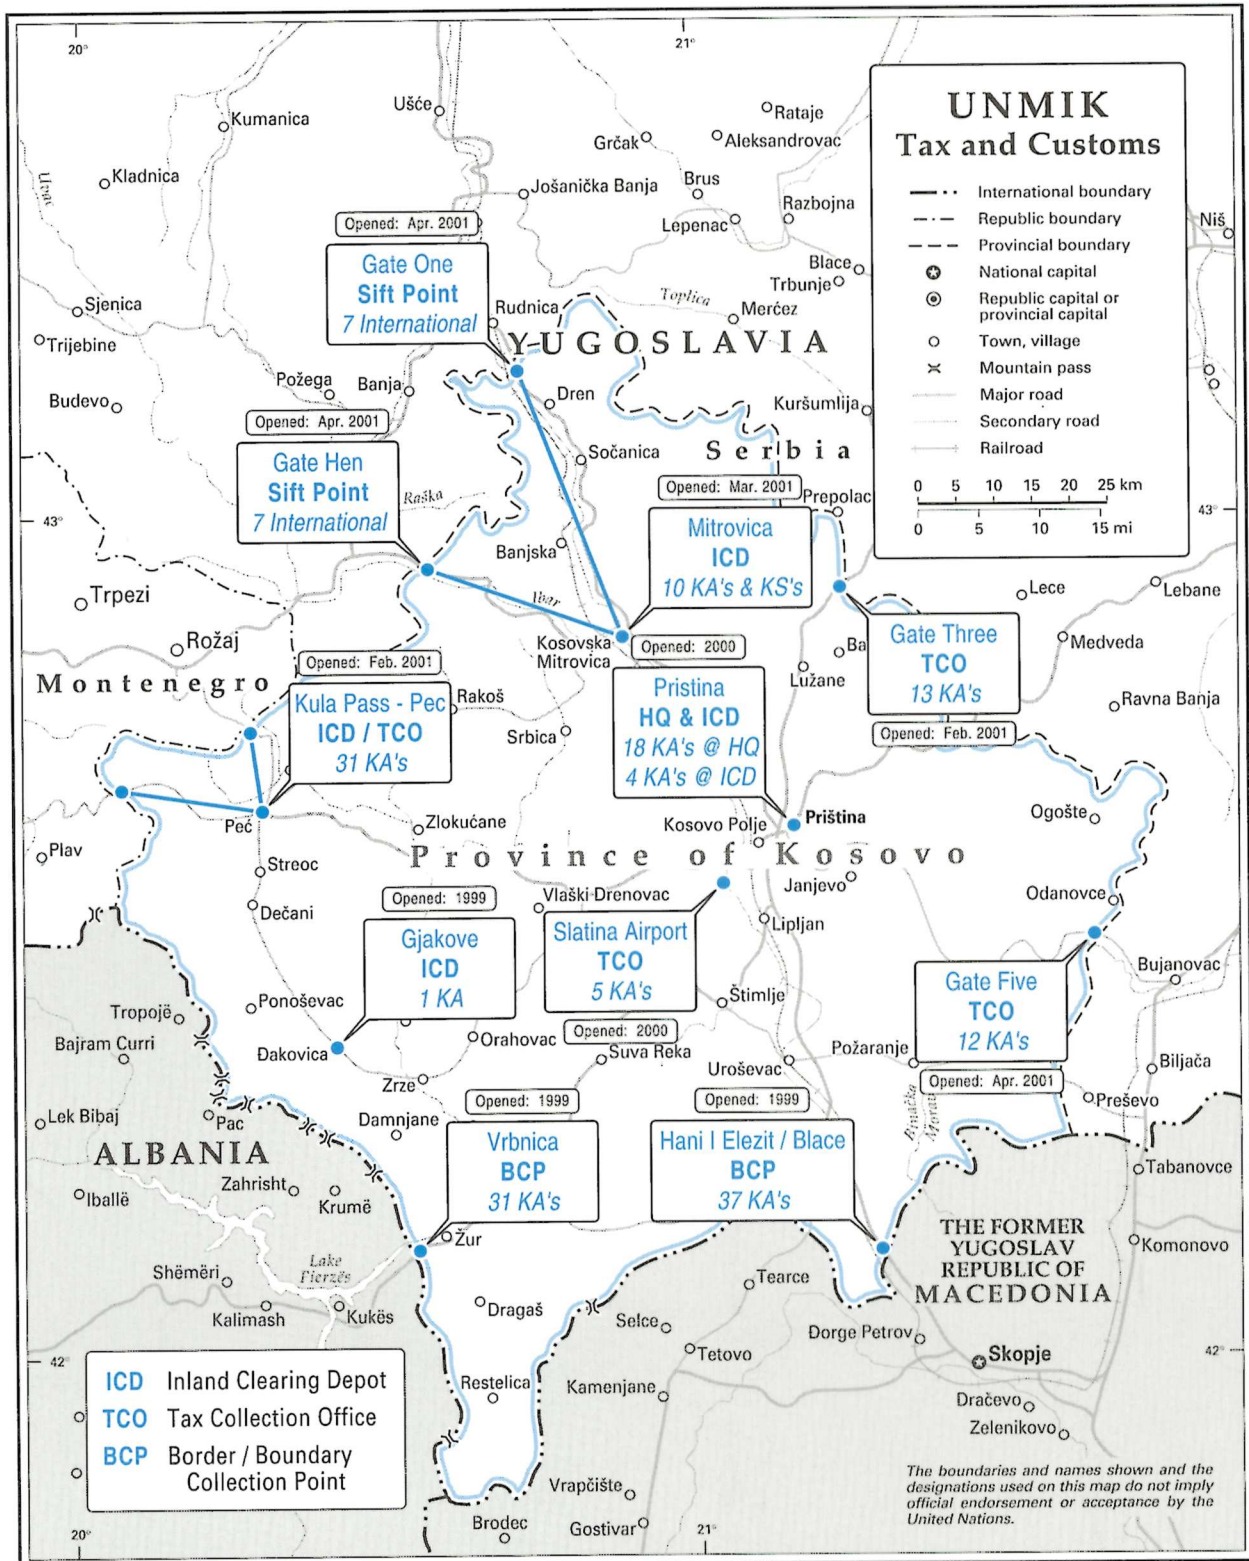 20°
21°
UNMIK
Tax and Customs
International boundary
Republic boundary
Provincial boundary
National capital
Republic capital or
provincial capital
Town, village
Mountain pass
Major road
Secondary road
Railroad
0 5 10 15 20 25 km
0 5 10 15 mi
Ušće
Kumanica
Rataje
Grčak
Aleksandrovac
Kladnica
Uvac
Jošanička Banja
Brus
Razbojna
Lepenac
Niš
Opened: Apr. 2001
Gate One
Sift Point
7 International
Blace
Trbunje
Toplica
Merćez
Sjenica
Rudnica
Trijebine
YUGOSLAVIA
Požega
Banja
Dren
Budevo
Kuršumlija
Opened: Apr. 2001
Gate Hen
Sift Point
7 International
Sočanica
Serbia
Raška
Opened: Mar. 2001
Prepolac
Mitrovica
ICD
10 KA's & KS's
43°
43°
Banjska
Trpezi
Ibar
Lece
Lebane
Rožaj
Kosovska
Mitrovica
Opened: 2000
Ba
Gate Three
TCO
13 KA's
Medveda
Opened: Feb. 2001
Lužane
Montenegro
Kula Pass - Pec
ICD / TCO
31 KA's
Rakoš
Pristina
HQ & ICD
18 KA's @ HQ
4 KA's @ ICD
Ravna Banja
Srbica
Opened: Feb. 2001
Peć
Zlokućane
Kosovo Polje
Priština
Ogošte
Plav
Province of Kosovo
Streoc
Janjevo
Opened: 1999
Vlaški Drenovac
Odanovce
Dečani
Lipljan
Gjakove
ICD
1 KA
Slatina Airport
TCO
5 KA's
Gate Five
TCO
12 KA's
Bujanovac
Ponoševac
Štimlje
Tropojë
Opened: 2000
Bajram Curri
Orahovac
Đakovica
Suva Reka
Požaranje
Uroševac
Biljača
Zrze
Opened: Apr. 2001
Opened: 1999
Opened: 1999
Preševo
Lek Bibaj
Pac
Damnjane
Binačka
Morava
ALBANIA
Vrbnica
BCP
31 KA's
Hani I Elezit / Blace
BCP
37 KA's
Tabanovce
Zahrisht
Iballë
Krumë
Žur
THE FORMER
YUGOSLAV
REPUBLIC OF
MACEDONIA
Komonovo
Lake
Fierzës
Shëmëri
Tearce
Kalimash
Kukës
Dragaš
Selce
Dorge Petrov
42°
42°
Tetovo
Skopje
ICD Inland Clearing Depot
TCO Tax Collection Office
BCP Border / Boundary
Collection Point
Restelica
Kamenjane
Dračevo
Zelenikovo
Vrapčište
The boundaries and names shown and the
designations used on this map do not imply
official endorsement or acceptance by the
United Nations.
Brodec
Gostivar
20°
21°